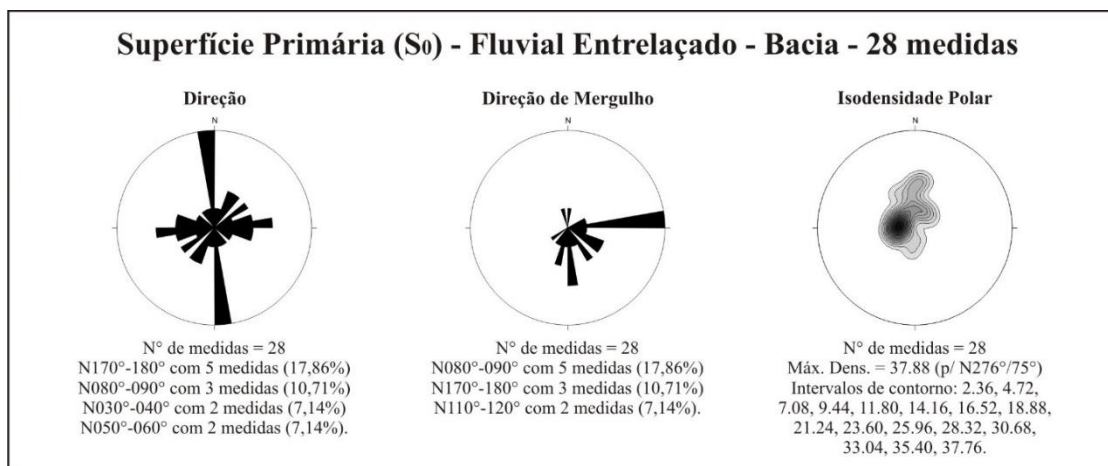 Superfície Primária (S0) - Fluvial Entrelaçado - Bacia - 28 medidas
Direção
N
N° de medidas = 28
N170°-180° com 5 medidas (17,86%)
N080°-090° com 3 medidas (10,71%)
N030°-040° com 2 medidas (7,14%)
N050°-060° com 2 medidas (7,14%).
Direção de Mergulho
N
N° de medidas = 28
N080°-090° com 5 medidas (17,86%)
N170°-180° com 3 medidas (10,71%)
N110°-120° com 2 medidas (7,14%).
Isodensidade Polar
N
N° de medidas = 28
Máx. Dens. = 37.88 (p/ N276°/75°)
Intervalos de contorno: 2.36, 4.72,
7.08, 9.44, 11.80, 14.16, 16.52, 18.88,
21.24, 23.60, 25.96, 28.32, 30.68,
33.04, 35.40, 37.76.